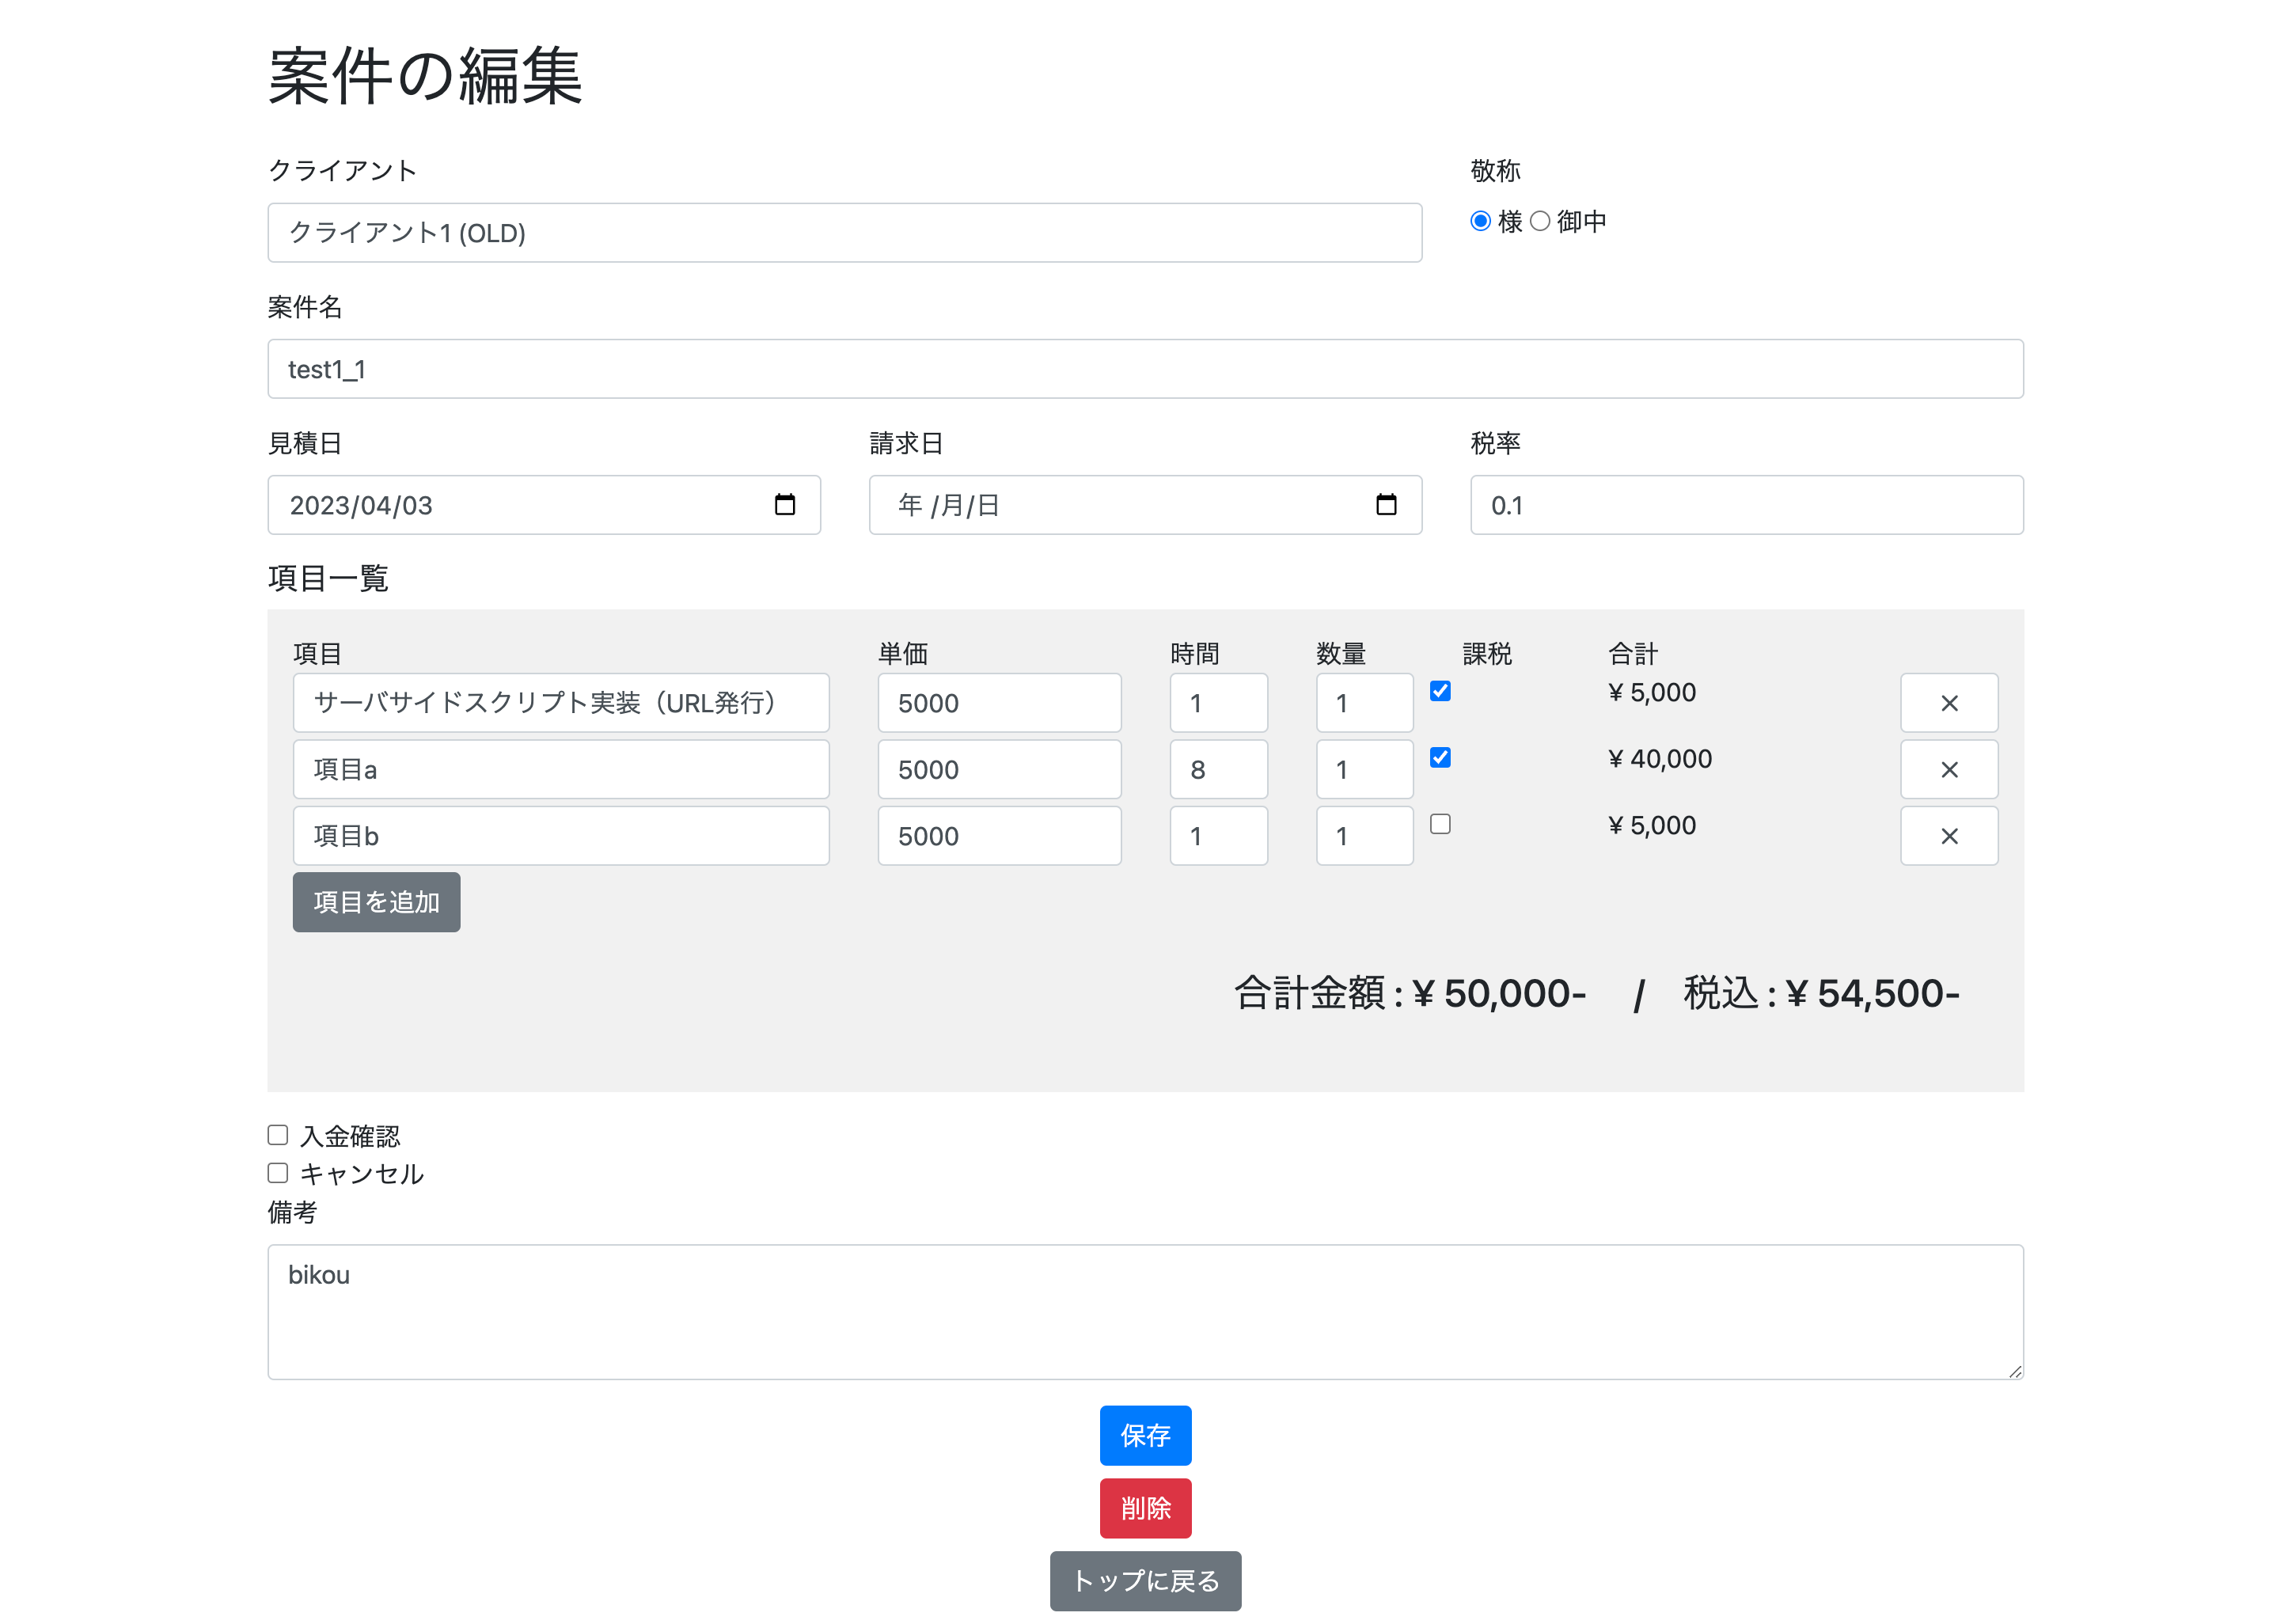 案件の編集
クライアント 敬称
クライアント1 (OLD) 様 御中
案件名
test1_1
見積日 請求日 税率
2023/04/03 年 /月/日 0.1
項目一覧
項目 単価 時間 数量 課税 合計
サーバサイドスクリプト実装（URL発行） 5000 1 1 ¥ 5,000 ×
項目a 5000 8 1 ¥ 40,000 ×
項目b 5000 1 1 ¥ 5,000 ×
項目を追加
合計金額 : ¥ 50,000- / 税込 : ¥ 54,500-
入金確認
キャンセル
備考
bikou
保存
削除
トップに戻る